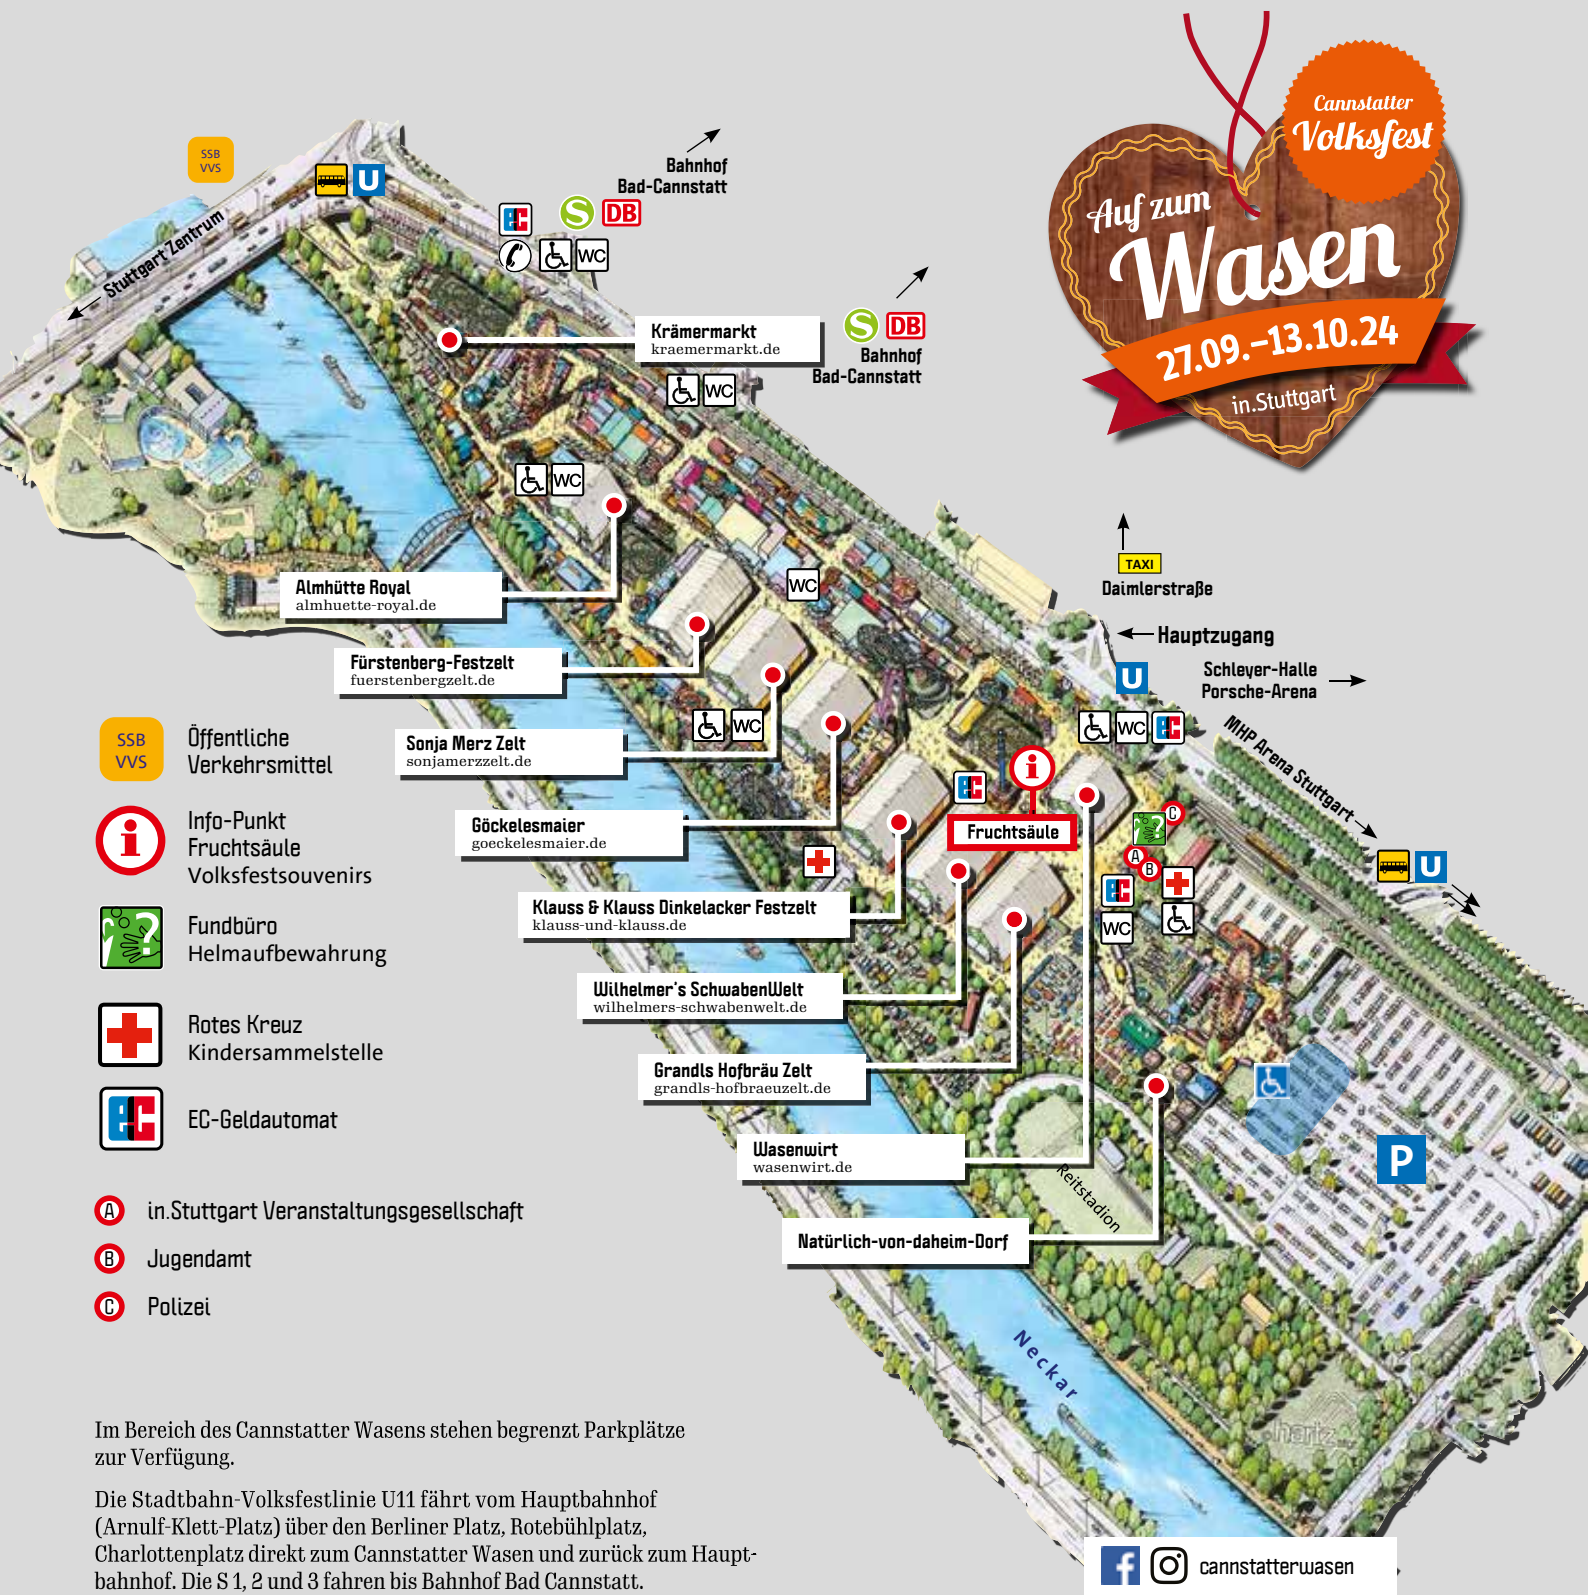 Cannstatter
Volksfest
Auf zum
Wasen
27.09.–13.10.24
in.Stuttgart
SSB
VVS
U
Stuttgart Zentrum
Bahnhof
Bad-Cannstatt
ec
S
DB
WC
Krämermarkt
kraemermarkt.de
S
DB
Bahnhof
Bad-Cannstatt
WC
WC
TAXI
Daimlerstraße
Almhütte Royal
almhuette-royal.de
WC
Hauptzugang
U
Schleyer-Halle
Porsche-Arena
Fürstenberg-Festzelt
fuerstenbergzelt.de
WC
WC
ec
MHP Arena Stuttgart
Sonja Merz Zelt
sonjamerzzelt.de
ec
i
Fruchtsäule
Göckelesmaier
goeckelesmaier.de
?
C
A
B
U
ec
WC
Klauss & Klauss Dinkelacker Festzelt
klauss-und-klauss.de
Wilhelmer's SchwabenWelt
wilhelmers-schwabenwelt.de
Grandls Hofbräu Zelt
grandls-hofbraeuzelt.de
Wasenwirt
wasenwirt.de
P
Reitstadion
Natürlich-von-daheim-Dorf
Neckar
hartz
SSB
VVS
Öffentliche
Verkehrsmittel
i
Info-Punkt
Fruchtsäule
Volksfestsouvenirs
?
Fundbüro
Helmaufbewahrung
Rotes Kreuz
Kindersammelstelle
ec
EC-Geldautomat
A in.Stuttgart Veranstaltungsgesellschaft
B Jugendamt
C Polizei
Im Bereich des Cannstatter Wasens stehen begrenzt Parkplätze
zur Verfügung.
Die Stadtbahn-Volksfestlinie U11 fährt vom Hauptbahnhof
(Arnulf-Klett-Platz) über den Berliner Platz, Rotebühlplatz,
Charlottenplatz direkt zum Cannstatter Wasen und zurück zum Haupt-
bahnhof. Die S 1, 2 und 3 fahren bis Bahnhof Bad Cannstatt.
f cannstatterwasen